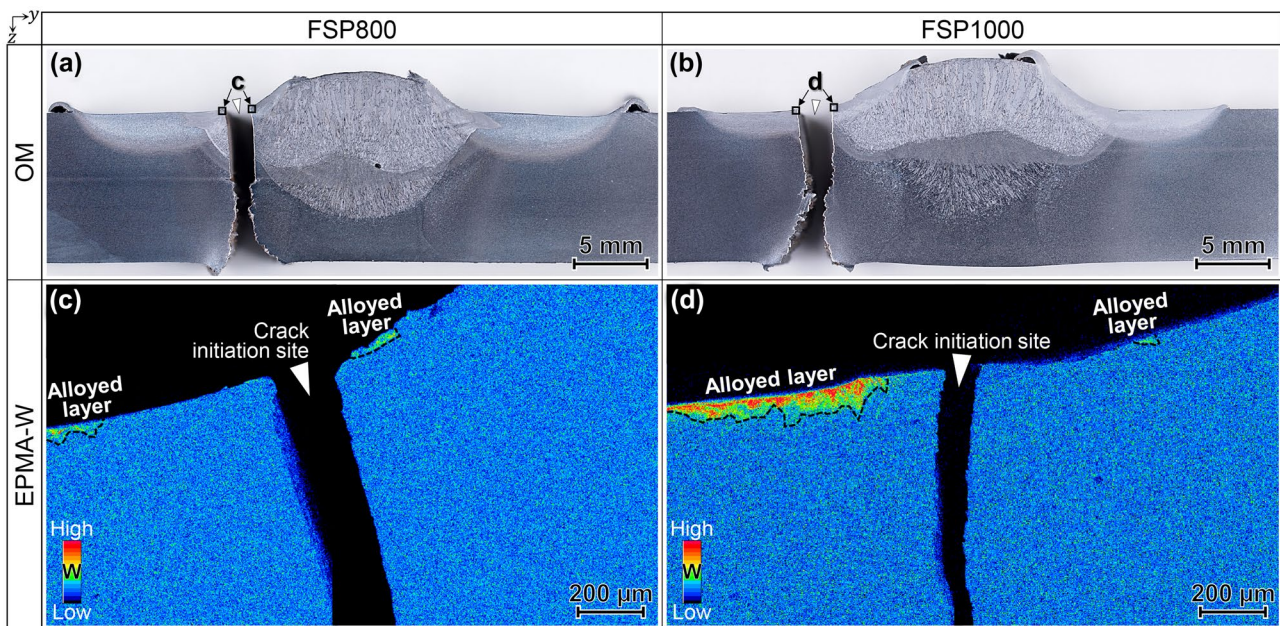 y
z
FSP800
FSP1000
OM
(a)
c
5 mm
(b)
d
5 mm
EPMA-W
(c)
Crack
initiation site
Alloyed
layer
Alloyed
layer
High
W
Low
200 μm
(d)
Alloyed
layer
Crack initiation site
Alloyed layer
High
W
Low
200 μm